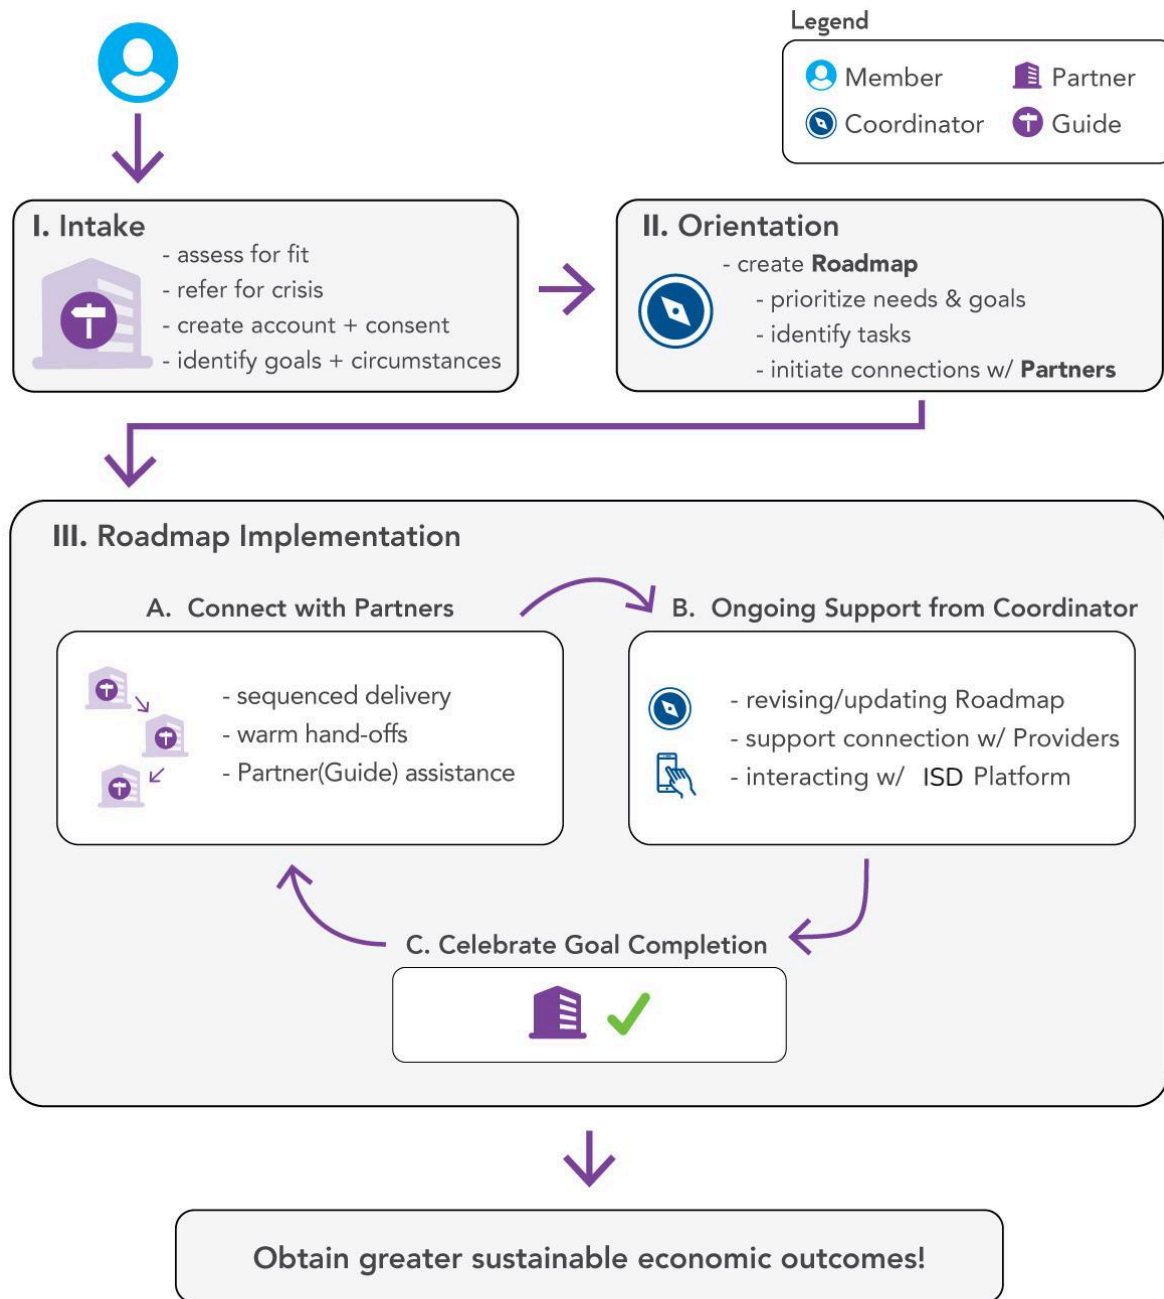 Legend
Member
Partner
Coordinator
Guide
I. Intake
- assess for fit
- refer for crisis
- create account + consent
- identify goals + circumstances
II. Orientation
- create Roadmap
- prioritize needs & goals
- identify tasks
- initiate connections w/ Partners
III. Roadmap Implementation
A. Connect with Partners
- sequenced delivery
- warm hand-offs
- Partner(Guide) assistance
B. Ongoing Support from Coordinator
- revising/updating Roadmap
- support connection w/ Providers
- interacting w/ ISD Platform
C. Celebrate Goal Completion
Obtain greater sustainable economic outcomes!